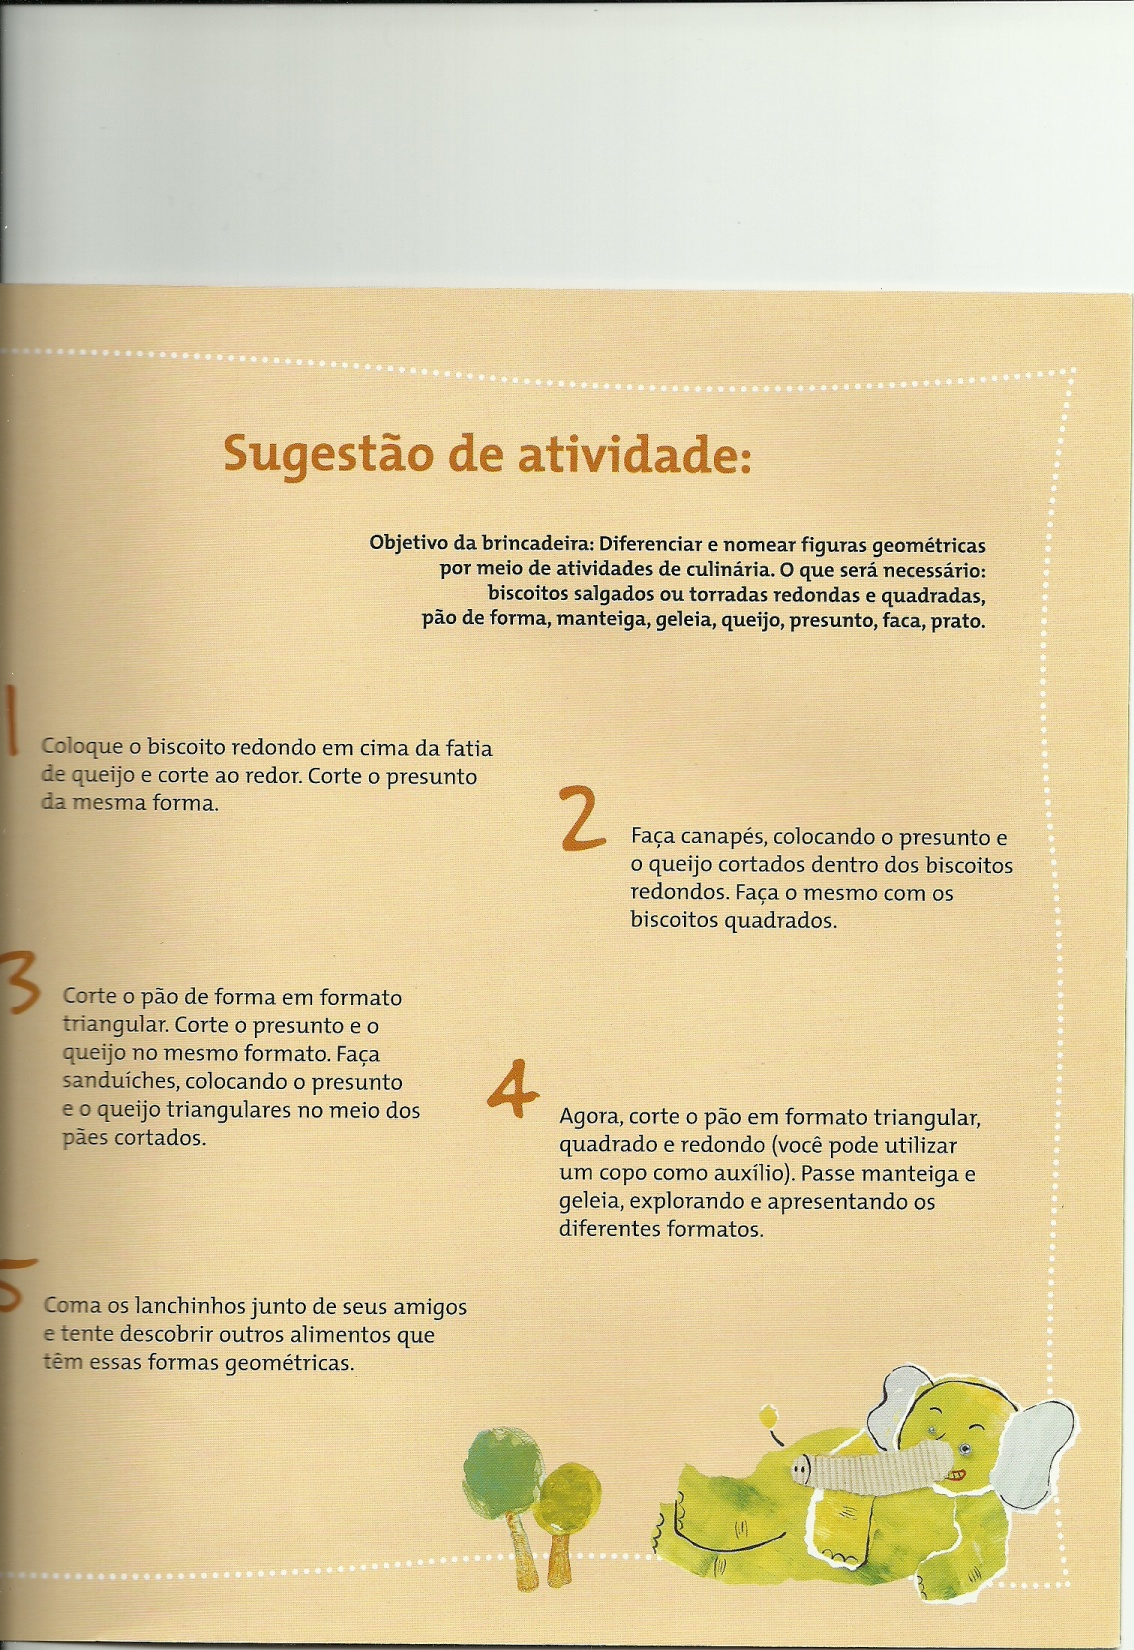 Sugestão de atividade:
Objetivo da brincadeira: Diferenciar e nomear figuras geométricas
por meio de atividades de culinária. O que será necessário:
biscoitos salgados ou torradas redondas e quadradas,
pão de forma, manteiga, geleia, queijo, presunto, faca, prato.
1
Coloque o biscoito redondo em cima da fatia
de queijo e corte ao redor. Corte o presunto
da mesma forma.
2
Faça canapés, colocando o presunto e
o queijo cortados dentro dos biscoitos
redondos. Faça o mesmo com os
biscoitos quadrados.
3
Corte o pão de forma em formato
triangular. Corte o presunto e o
queijo no mesmo formato. Faça
sanduíches, colocando o presunto
e o queijo triangulares no meio dos
pães cortados.
4
Agora, corte o pão em formato triangular,
quadrado e redondo (você pode utilizar
um copo como auxílio). Passe manteiga e
geleia, explorando e apresentando os
diferentes formatos.
5
Coma os lanchinhos junto de seus amigos
e tente descobrir outros alimentos que
têm essas formas geométricas.